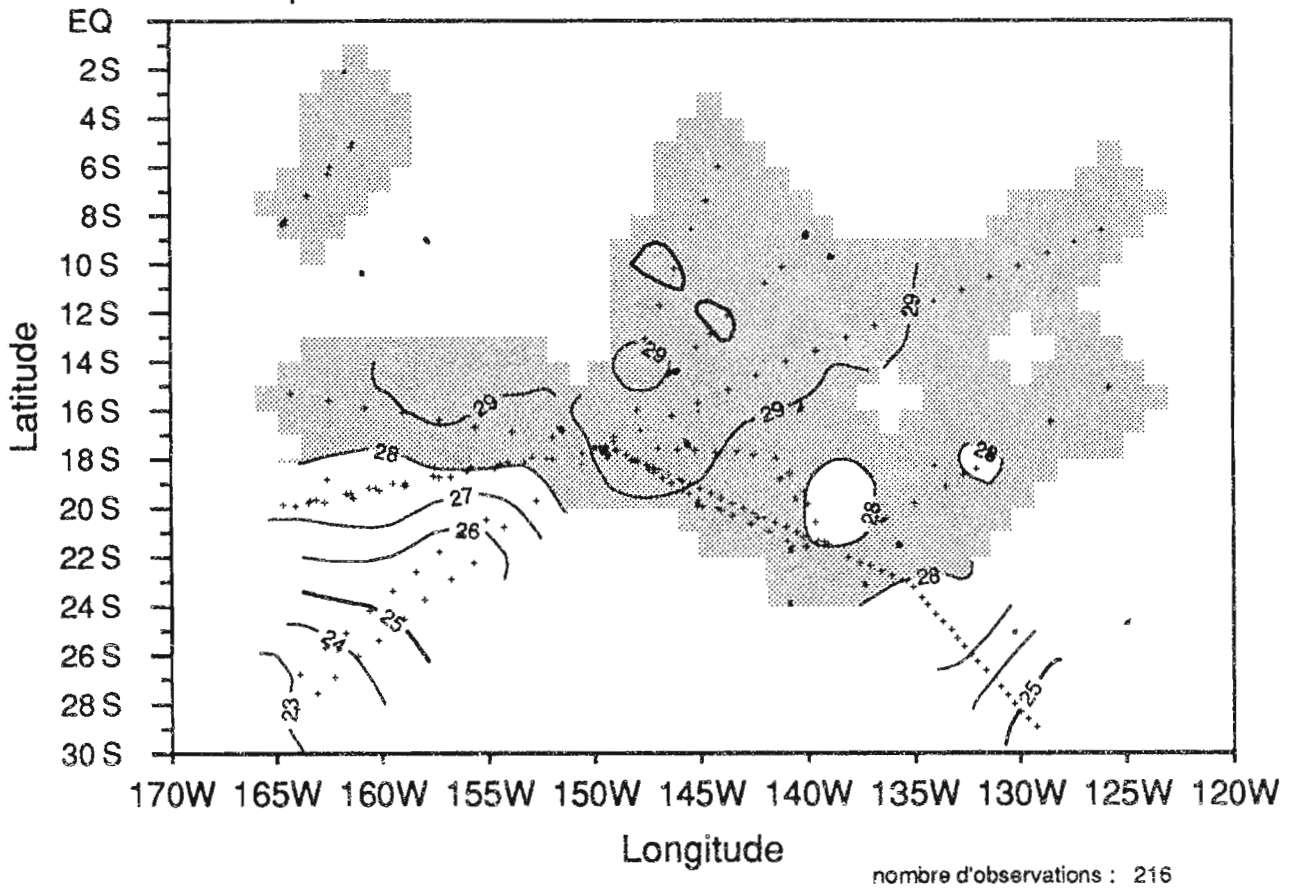 EQ
2S
4S
6S
8S
10S
12S
14S
16S
18S
20S
22S
24S
26S
28S
30S
Latitude
29
29
29
29
28
28
28
28
27
26
25
24
23
25
170W 165W 160W 155W 150W 145W 140W 135W 130W 125W 120W
Longitude
nombre d'observations : 216